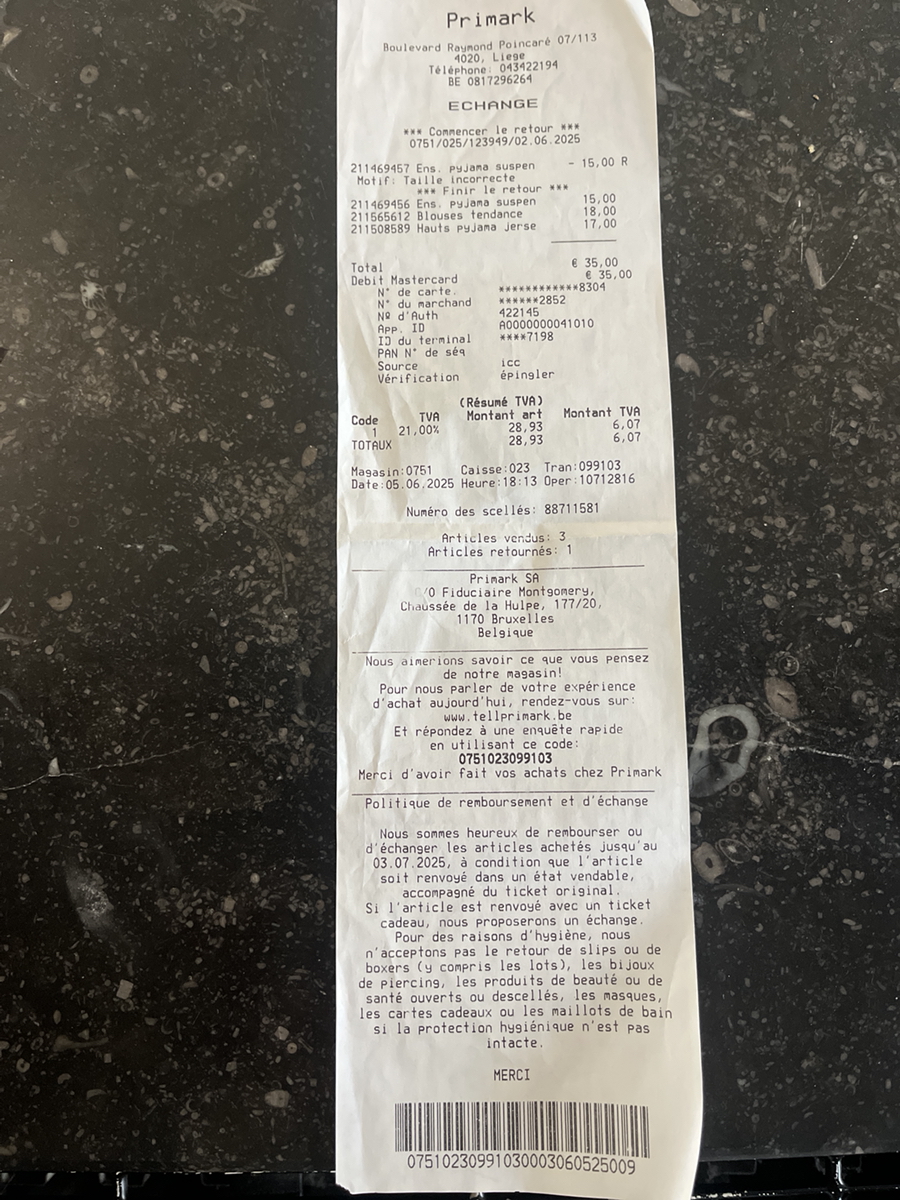 Primark
Boulevard Raymond Poincaré 07/113
4020, Liege
Téléphone: 043422194
BE 0817296264
ECHANGE
*** Commencer le retour ***
0751/025/123949/02.06.2025
211469457 Ens. pyjama suspen - 15,00 R
Motif: Taille incorrecte
*** Finir le retour ***
211469456 Ens. pyjama suspen 15,00
211565612 Blouses tendance 18,00
211508589 Hauts pyjama jerse 17,00
Total € 35,00
Debit Mastercard € 35,00
N° de carte. ************8304
N° du marchand ******2852
Nº d'Auth 422145
App. ID A0000000041010
ID du terminal ****7198
PAN N° de séq
Source icc
Vérification épingler
(Résumé TVA)
Code TVA Montant art Montant TVA
1 21,00% 28,93 6,07
TOTAUX 28,93 6,07
Magasin:0751 Caisse:023 Tran:099103
Date:05.06.2025 Heure:18:13 Oper:10712816
Numéro des scellés: 88711581
Articles vendus: 3
Articles retournés: 1
Primark SA
/O Fiduciaire Montgomery,
Chaussée de la Hulpe, 177/20,
1170 Bruxelles
Belgique
Nous aimerions savoir ce que vous pensez
de notre magasin!
Pour nous parler de votre expérience
d'achat aujourd'hui, rendez-vous sur:
www.tellprimark.be
Et répondez à une enquête rapide
en utilisant ce code:
0751023099103
Merci d'avoir fait vos achats chez Primark
Politique de remboursement et d'échange
Nous sommes heureux de rembourser ou
d'échanger les articles achetés jusqu'au
03.07.2025, à condition que l'article
soit renvoyé dans un état vendable,
accompagné du ticket original.
Si l'article est renvoyé avec un ticket
cadeau, nous proposerons un échange.
Pour des raisons d'hygiène, nous
n'acceptons pas le retour de slips ou de
boxers (y compris les lots), les bijoux
de piercing, les produits de beauté ou de
santé ouverts ou descellés, les masques,
les cartes cadeaux ou les maillots de bain
si la protection hygiénique n'est pas
intacte.
MERCI
07510230991030003060525009